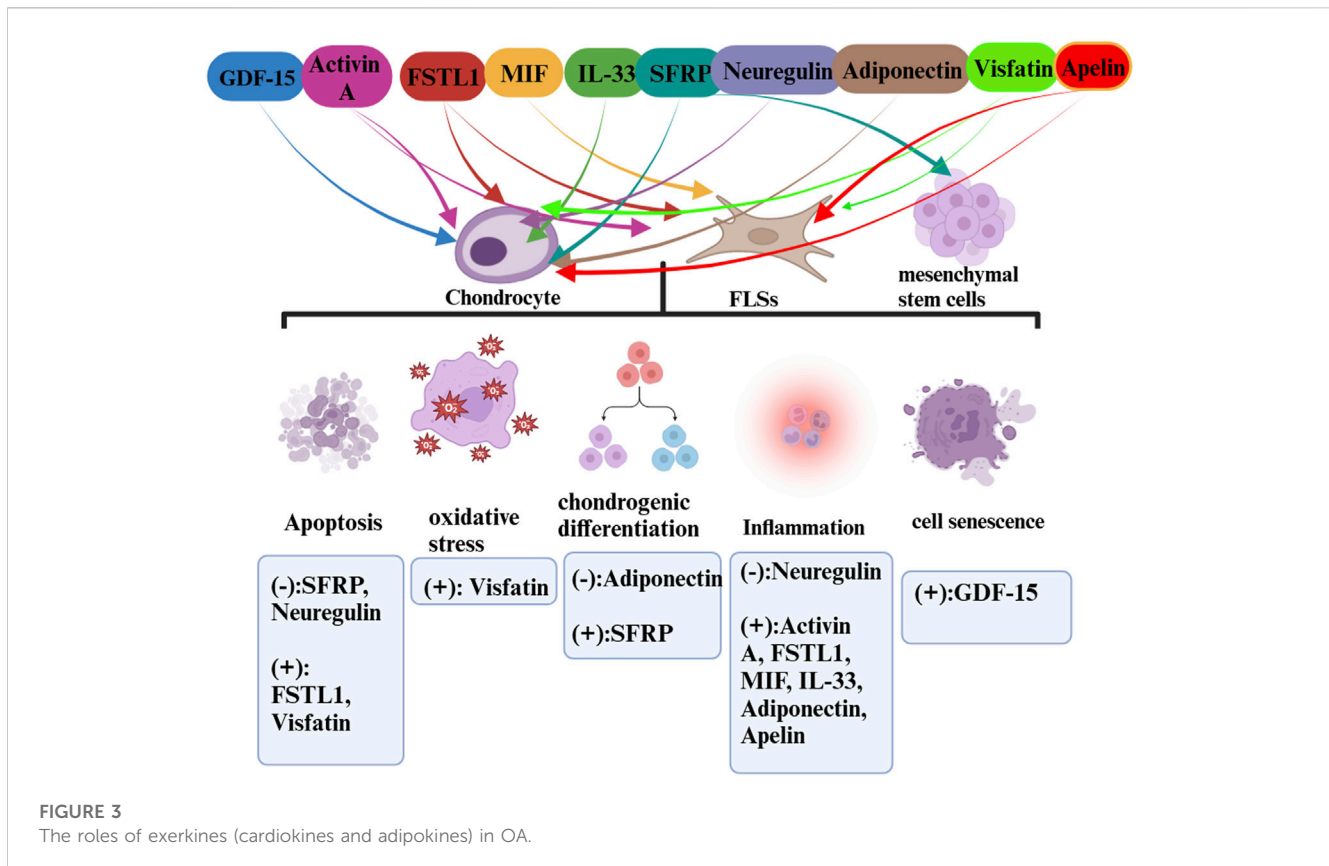 GDF-15
Activin
A
FSTL1
MIF
IL-33
SFRP
Neuregulin
Adiponectin
Visfatin
Apelin
Chondrocyte
FLSs
mesenchymal
stem cells
Apoptosis
oxidative
stress
chondrogenic
differentiation
Inflammation
cell senescence
(-):SFRP,
Neuregulin
(+):
FSTL1,
Visfatin
(+): Visfatin
(-):Adiponectin
(+):SFRP
(-):Neuregulin
(+):Activin
A, FSTL1,
MIF, IL-33,
Adiponectin,
Apelin
(+):GDF-15
FIGURE 3
The roles of exerkines (cardiokines and adipokines) in OA.